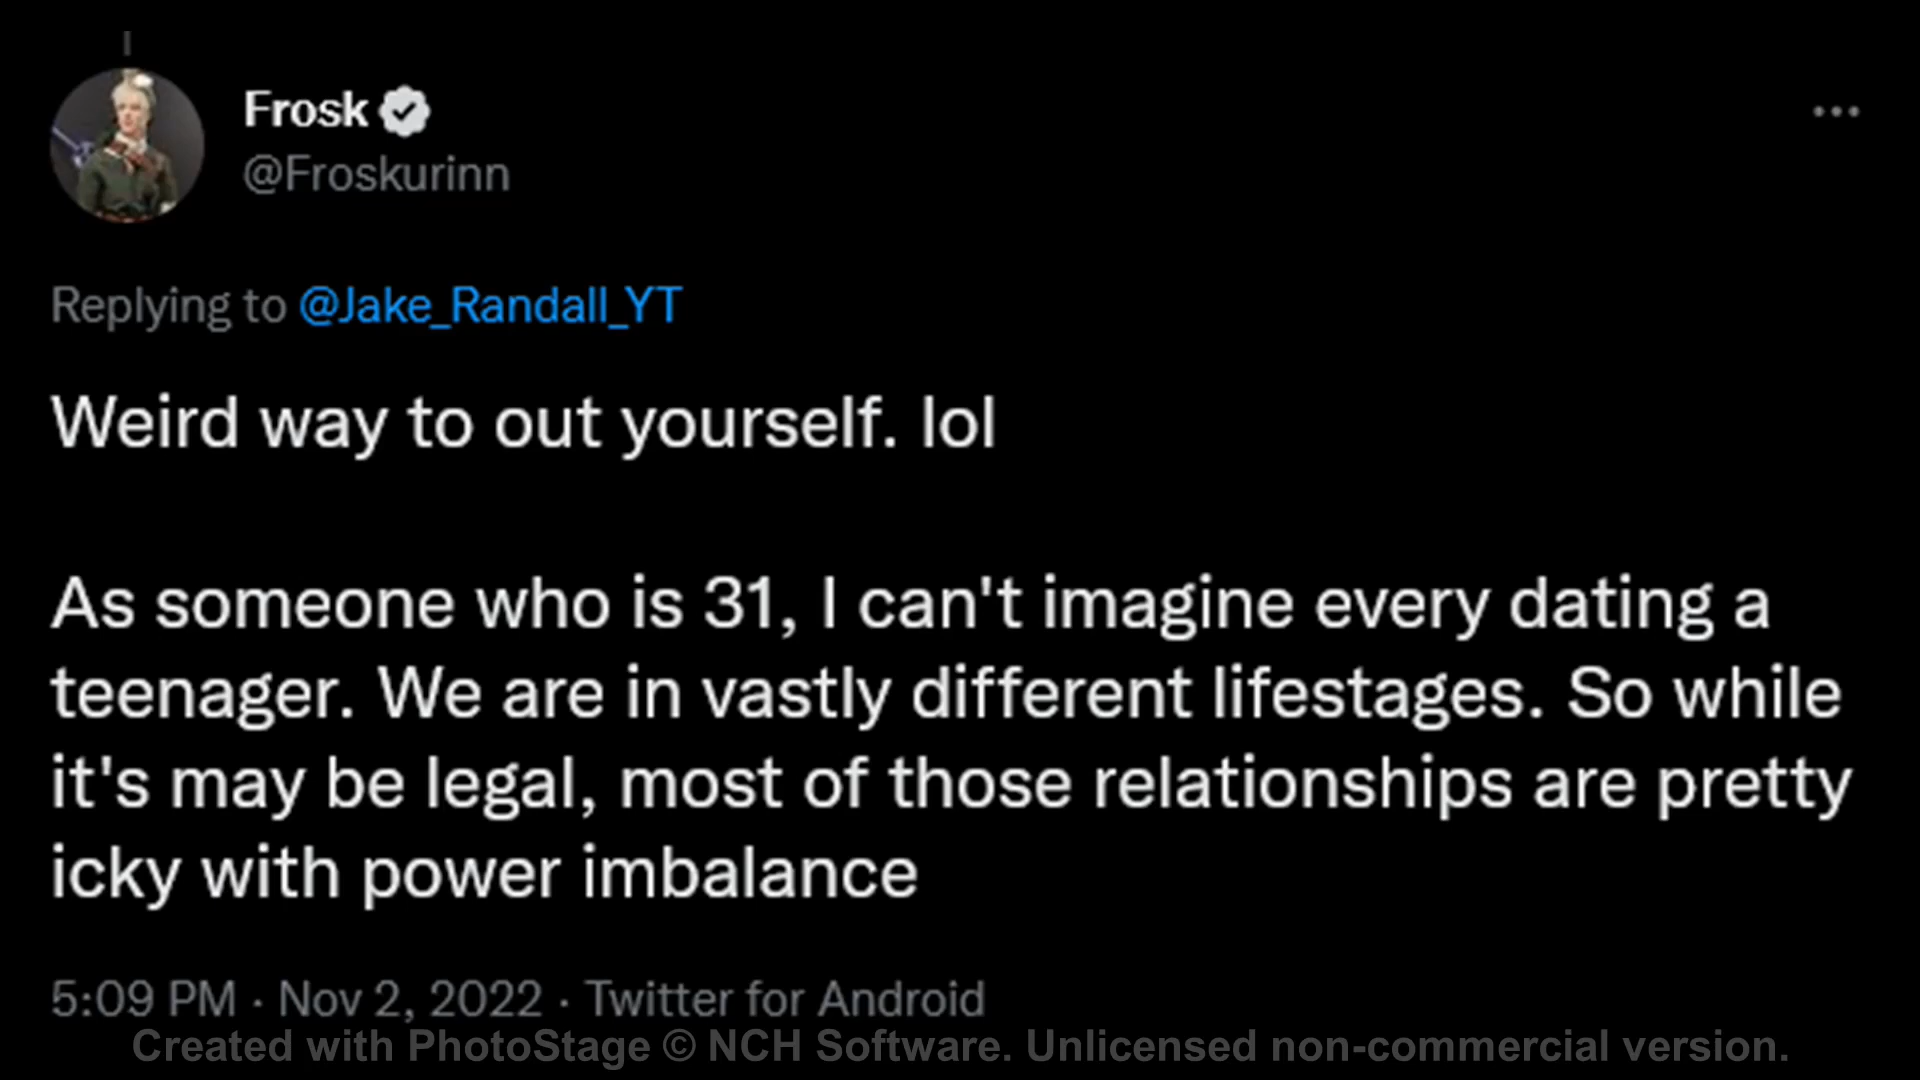 Frosk
@Froskurinn
Replying to @Jake_Randall_YT
Weird way to out yourself. lol
As someone who is 31, I can't imagine every dating a
teenager. We are in vastly different lifestages. So while
it's may be legal, most of those relationships are pretty
icky with power imbalance
5:09 PM · Nov 2, 2022 · Twitter for Android
Created with PhotoStage © NCH Software. Unlicensed non-commercial version.